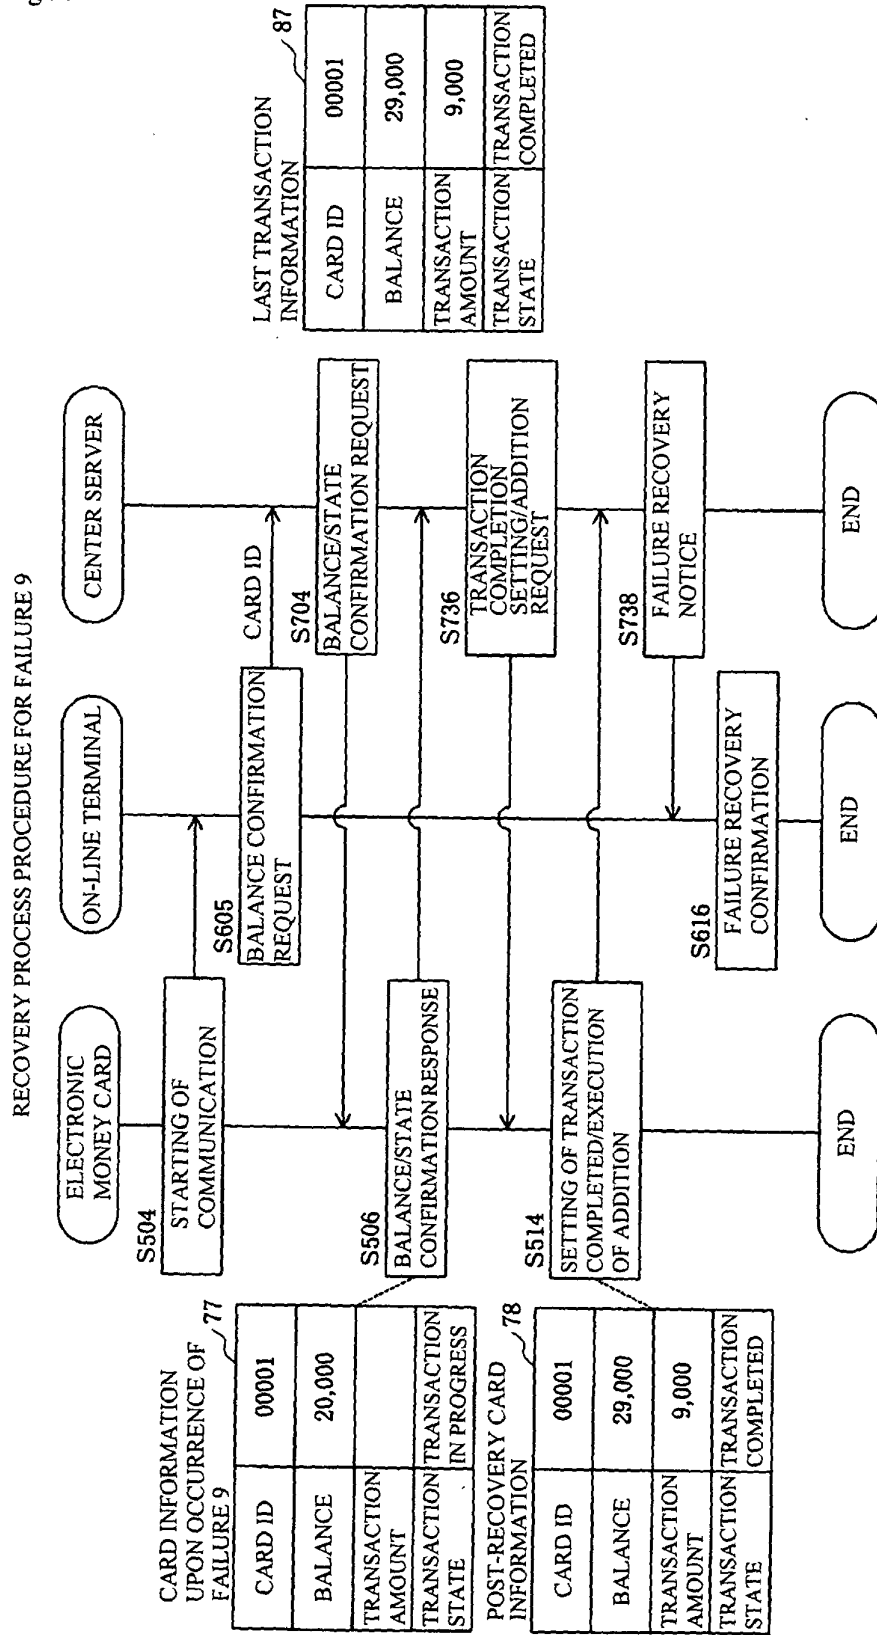 RECOVERY PROCESS PROCEDURE FOR FAILURE 9
ELECTRONIC
MONEY CARD
ON-LINE TERMINAL
CENTER SERVER
S504
STARTING OF
COMMUNICATION
S605
BALANCE CONFIRMATION
REQUEST
CARD ID
S704
BALANCE/STATE
CONFIRMATION REQUEST
S506
BALANCE/STATE
CONFIRMATION RESPONSE
S736
TRANSACTION
COMPLETION
SETTING/ADDITION
REQUEST
S514
SETTING OF TRANSACTION
COMPLETED/EXECUTION
OF ADDITION
S738
FAILURE RECOVERY
NOTICE
S616
FAILURE RECOVERY
CONFIRMATION
END
END
END
CARD INFORMATION
UPON OCCURRENCE OF
FAILURE 9
77
CARD ID
00001
BALANCE
20,000
TRANSACTION
AMOUNT
TRANSACTION
STATE
TRANSACTION
IN PROGRESS
POST-RECOVERY CARD
INFORMATION
78
CARD ID
00001
BALANCE
29,000
TRANSACTION
AMOUNT
9,000
TRANSACTION
STATE
TRANSACTION
COMPLETED
LAST TRANSACTION
INFORMATION
87
CARD ID
00001
BALANCE
29,000
TRANSACTION
AMOUNT
9,000
TRANSACTION
STATE
TRANSACTION
COMPLETED